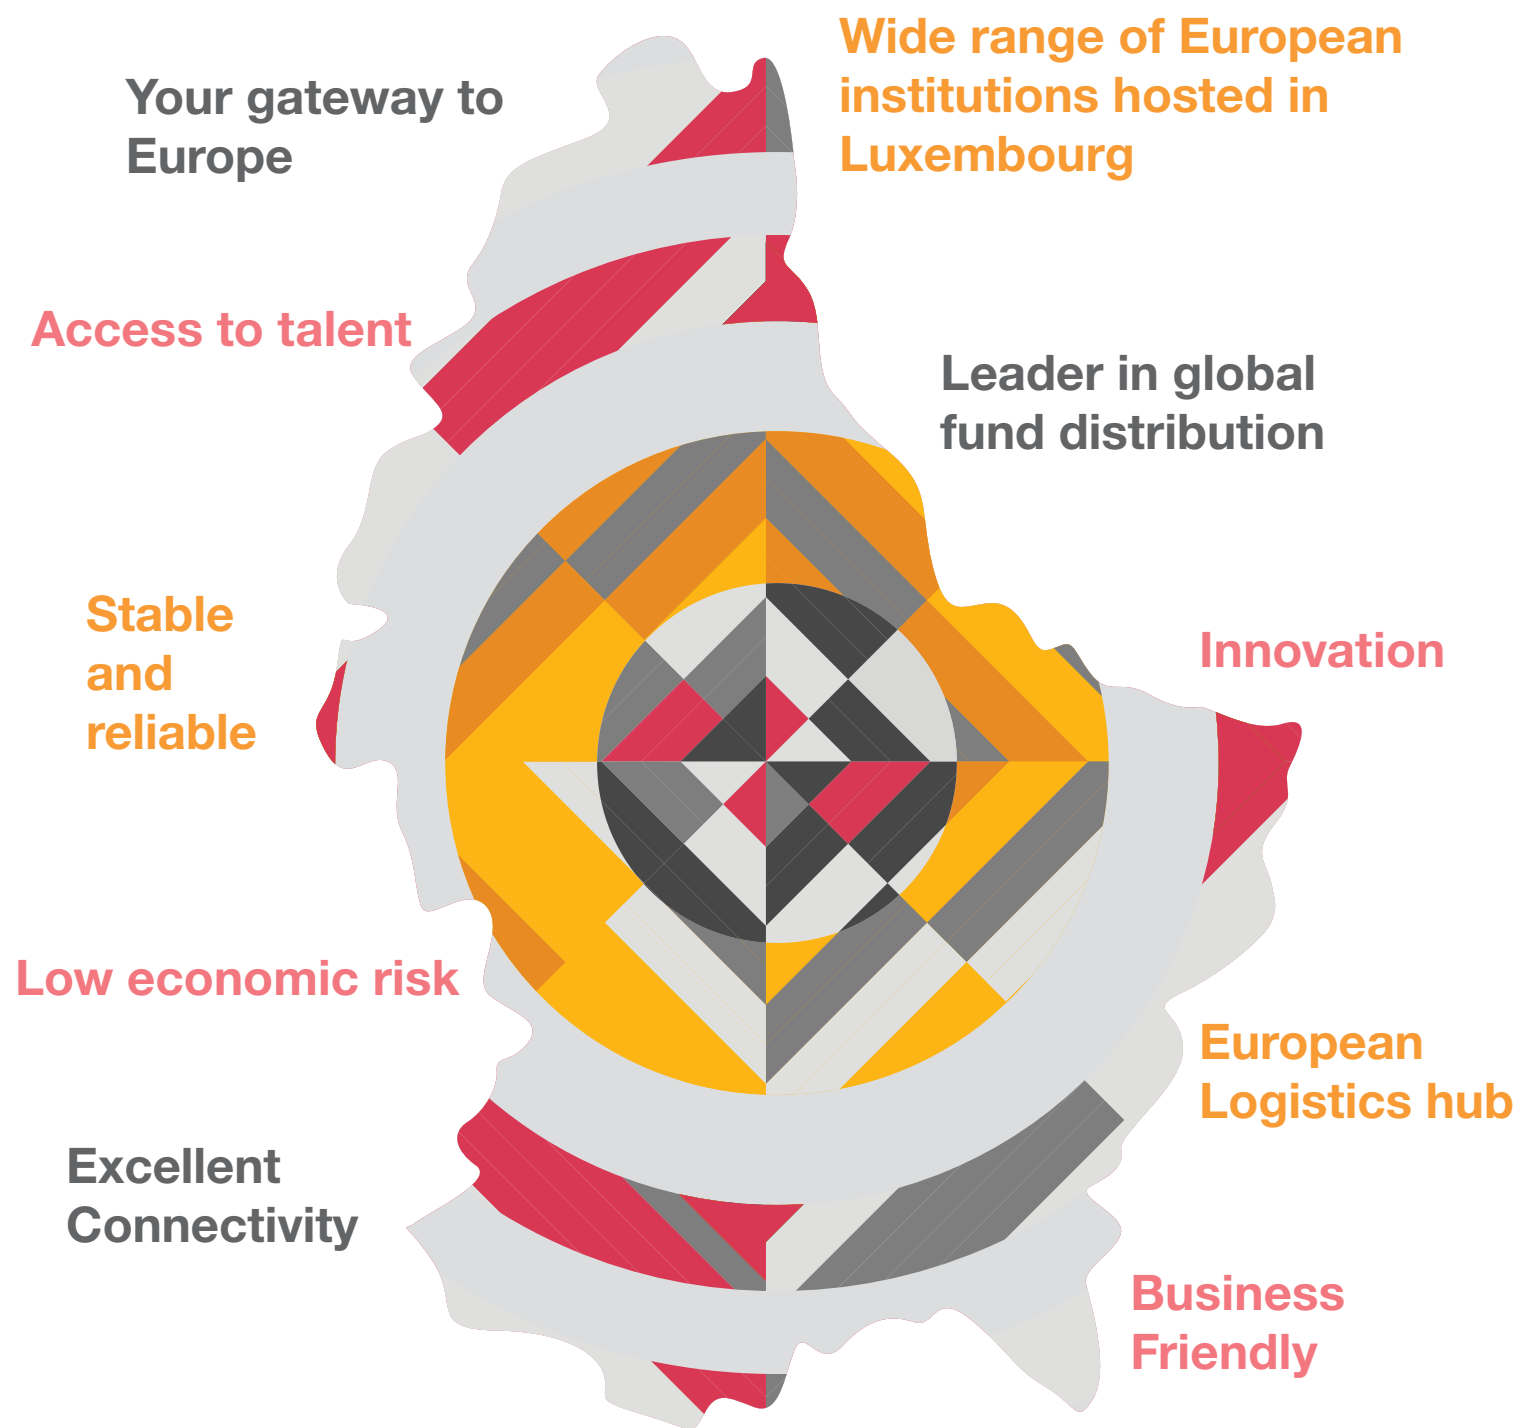 Your gateway to
Europe
Wide range of European
institutions hosted in
Luxembourg
Access to talent
Leader in global
fund distribution
Stable
and
reliable
Innovation
Low economic risk
European
Logistics hub
Excellent
Connectivity
Business
Friendly